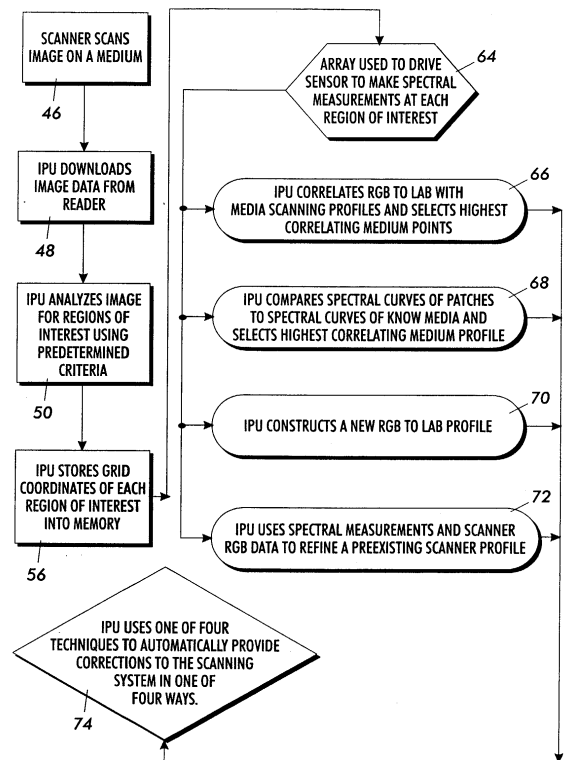 SCANNER SCANS
IMAGE ON A MEDIUM
46
IPU DOWNLOADS
IMAGE DATA FROM
READER
48
IPU ANALYZES IMAGE
FOR REGIONS OF
INTEREST USING
PREDETERMINED
CRITERIA
50
IPU STORES GRID
COORDINATES OF EACH
REGION OF INTEREST
INTO MEMORY
56
ARRAY USED TO DRIVE
SENSOR TO MAKE SPECTRAL
MEASUREMENTS AT EACH
REGION OF INTEREST
64
IPU CORRELATES RGB TO LAB WITH
MEDIA SCANNING PROFILES AND SELECTS HIGHEST
CORRELATING MEDIUM POINTS
66
IPU COMPARES SPECTRAL CURVES OF PATCHES
TO SPECTRAL CURVES OF KNOW MEDIA AND
SELECTS HIGHEST CORRELATING MEDIUM PROFILE
68
IPU CONSTRUCTS A NEW RGB TO LAB PROFILE
70
IPU USES SPECTRAL MEASUREMENTS AND SCANNER
RGB DATA TO REFINE A PREEXISTING SCANNER PROFILE
72
IPU USES ONE OF FOUR
TECHNIQUES TO AUTOMATICALLY PROVIDE
CORRECTIONS TO THE SCANNING
SYSTEM IN ONE OF
FOUR WAYS.
74